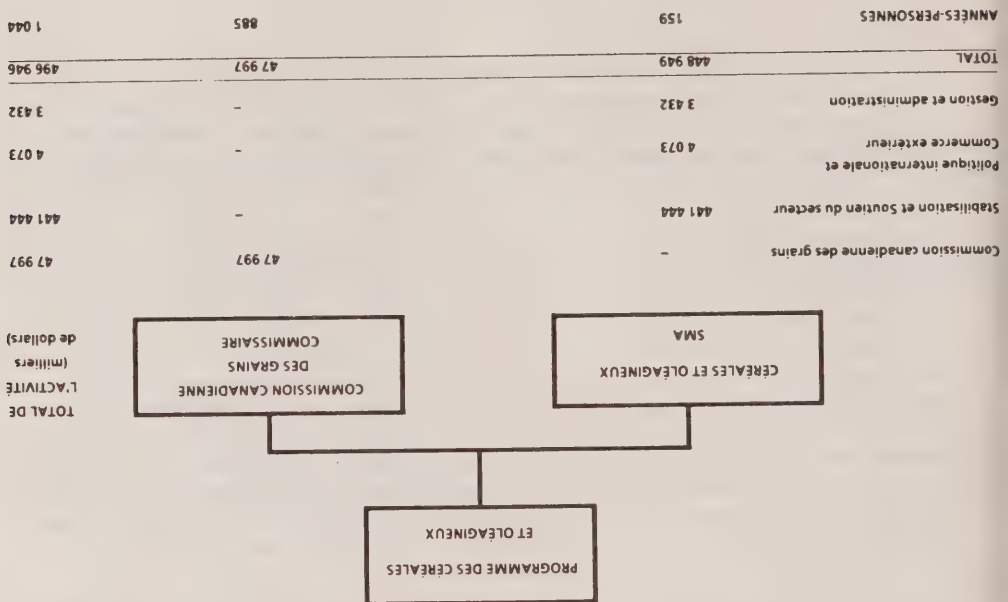 PROGRAMME DES CÉRÉALES
ET OLÉAGINEUX
CÉRÉALES ET OLÉAGINEUX
SMA
COMMISSION CANADIENNE
DES GRAINS
COMMISSAIRE
TOTAL DE
L'ACTIVITÉ
(milliers
de dollars)
Commission canadienne des grains – 47 997 47 997
Stabilisation et Soutien du secteur 441 444 – 441 444
Politique internationale et
Commerce extérieur 4 073 – 4 073
Gestion et administration 3 432 – 3 432
TOTAL 448 949 47 997 496 946
ANNÉES-PERSONNES 159 885 1 044